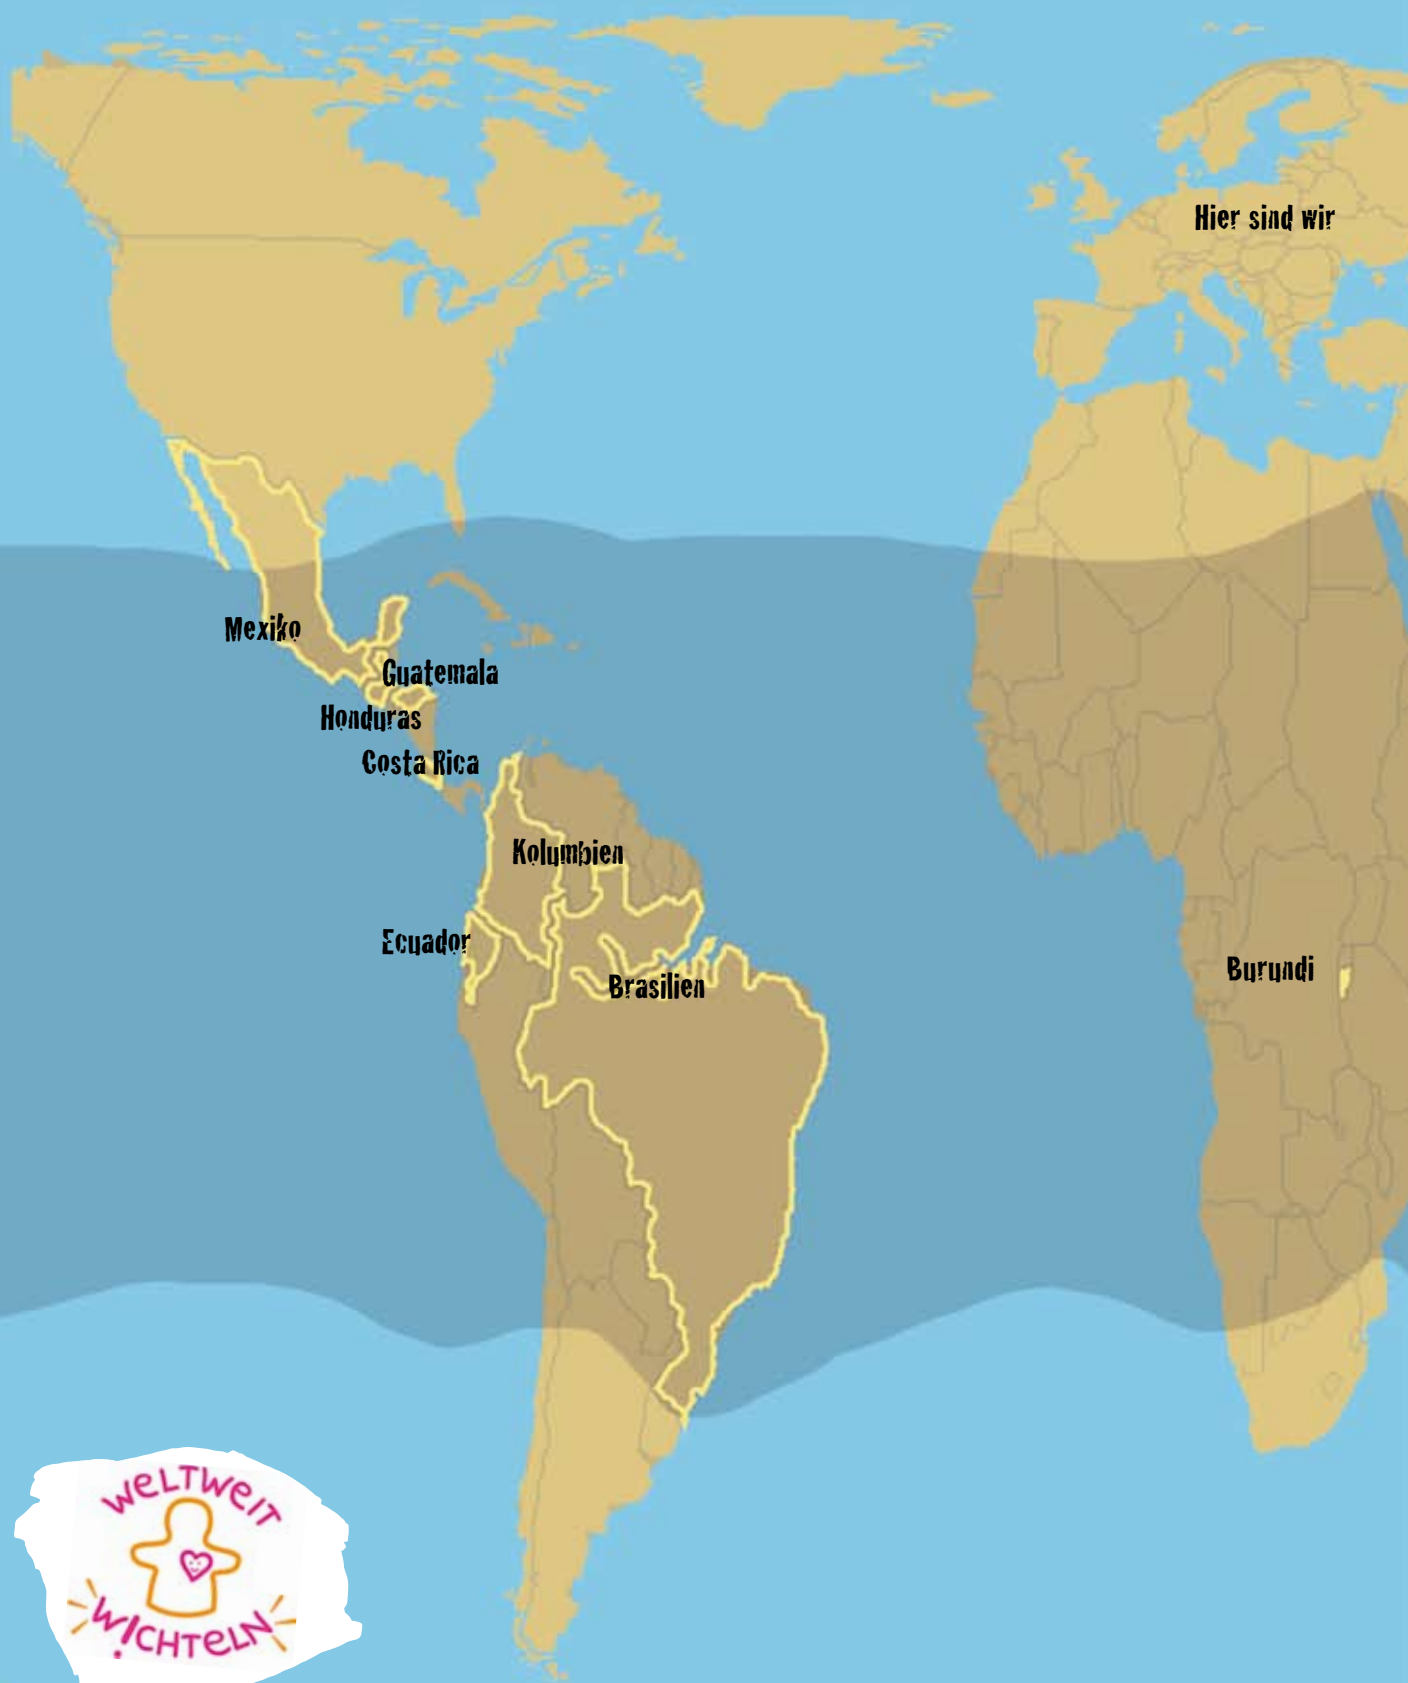 Hier sind wir
Mexiko
Guatemala
Honduras
Costa Rica
Kolumbien
Ecuador
Brasilien
Burundi
WeLTWeIT
WICHTeLN